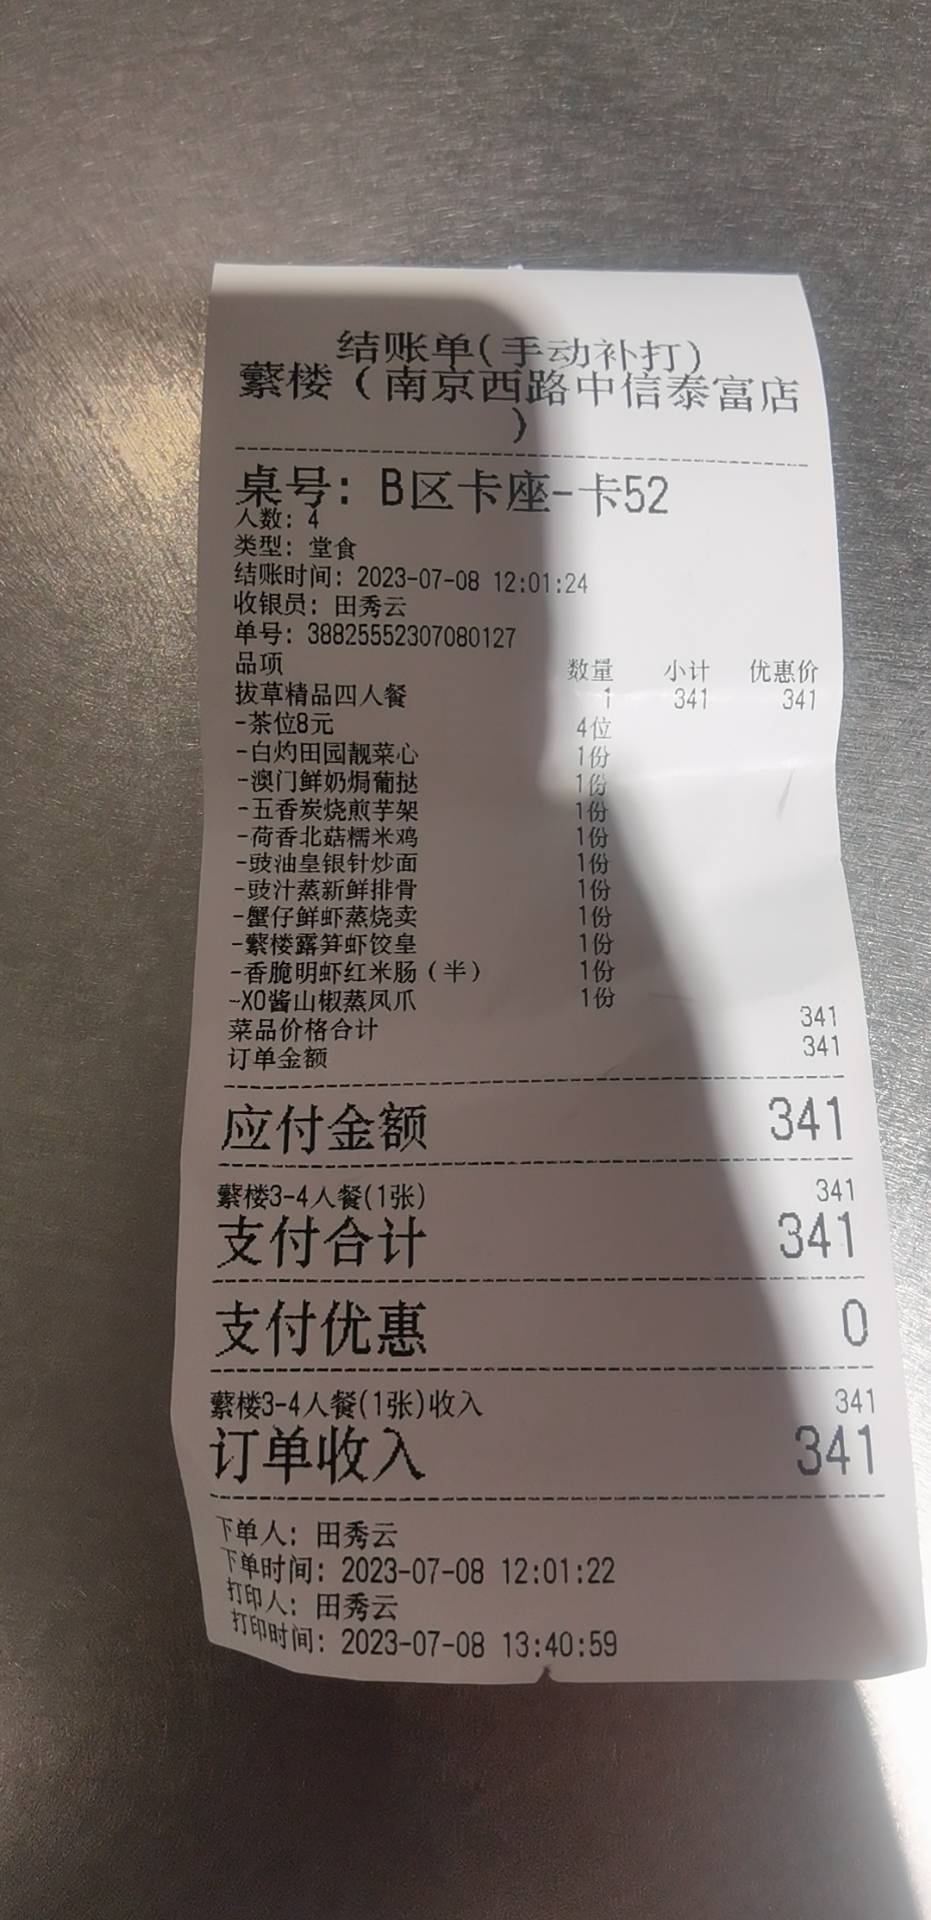 结账单(手动补打)
蘩楼（南京西路中信泰富店
）
桌号: B区卡座-卡52
人数: 4
类型: 堂食
结账时间: 2023-07-08 12:01:24
收银员: 田秀云
单号: 38825552307080127
品项 数量 小计 优惠价
拔草精品四人餐 1 341 341
-茶位8元 4位
-白灼田园靓菜心 1份
-澳门鲜奶焗葡挞 1份
-五香炭烧煎芋架 1份
-荷香北菇糯米鸡 1份
-豉油皇银针炒面 1份
-豉汁蒸新鲜排骨 1份
-蟹仔鲜虾蒸烧卖 1份
-蘩楼露笋虾饺皇 1份
-香脆明虾红米肠（半） 1份
-XO酱山椒蒸凤爪 1份
菜品价格合计 341
订单金额 341
应付金额 341
蘩楼3-4人餐(1张) 341
支付合计 341
支付优惠 0
蘩楼3-4人餐(1张)收入 341
订单收入 341
下单人: 田秀云
下单时间: 2023-07-08 12:01:22
打印人: 田秀云
打印时间: 2023-07-08 13:40:59